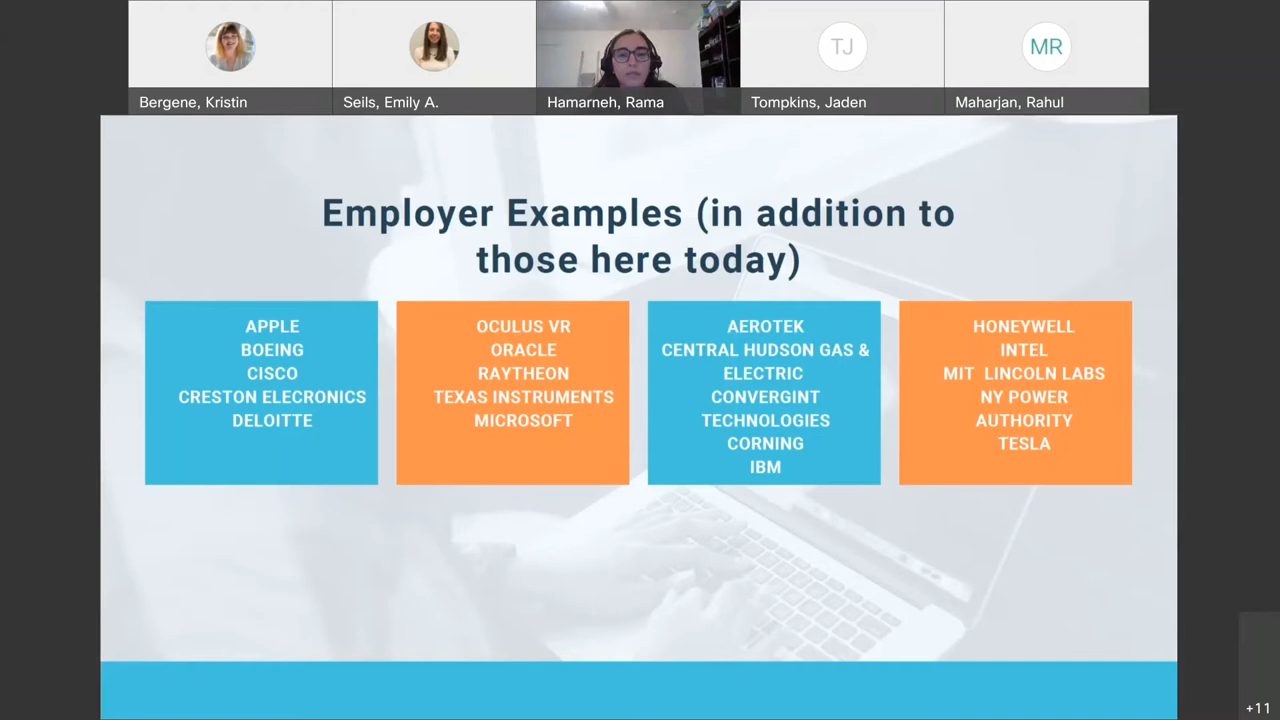 Bergene, Kristin
Seils, Emily A.
Hamarneh, Rama
TJ
Tompkins, Jaden
MR
Maharjan, Rahul
Employer Examples (in addition to
those here today)
APPLE
BOEING
CISCO
CRESTON ELECRONICS
DELOITTE
OCULUS VR
ORACLE
RAYTHEON
TEXAS INSTRUMENTS
MICROSOFT
AEROTEK
CENTRAL HUDSON GAS &
ELECTRIC
CONVERGINT
TECHNOLOGIES
CORNING
IBM
HONEYWELL
INTEL
MIT LINCOLN LABS
NY POWER
AUTHORITY
TESLA
+11